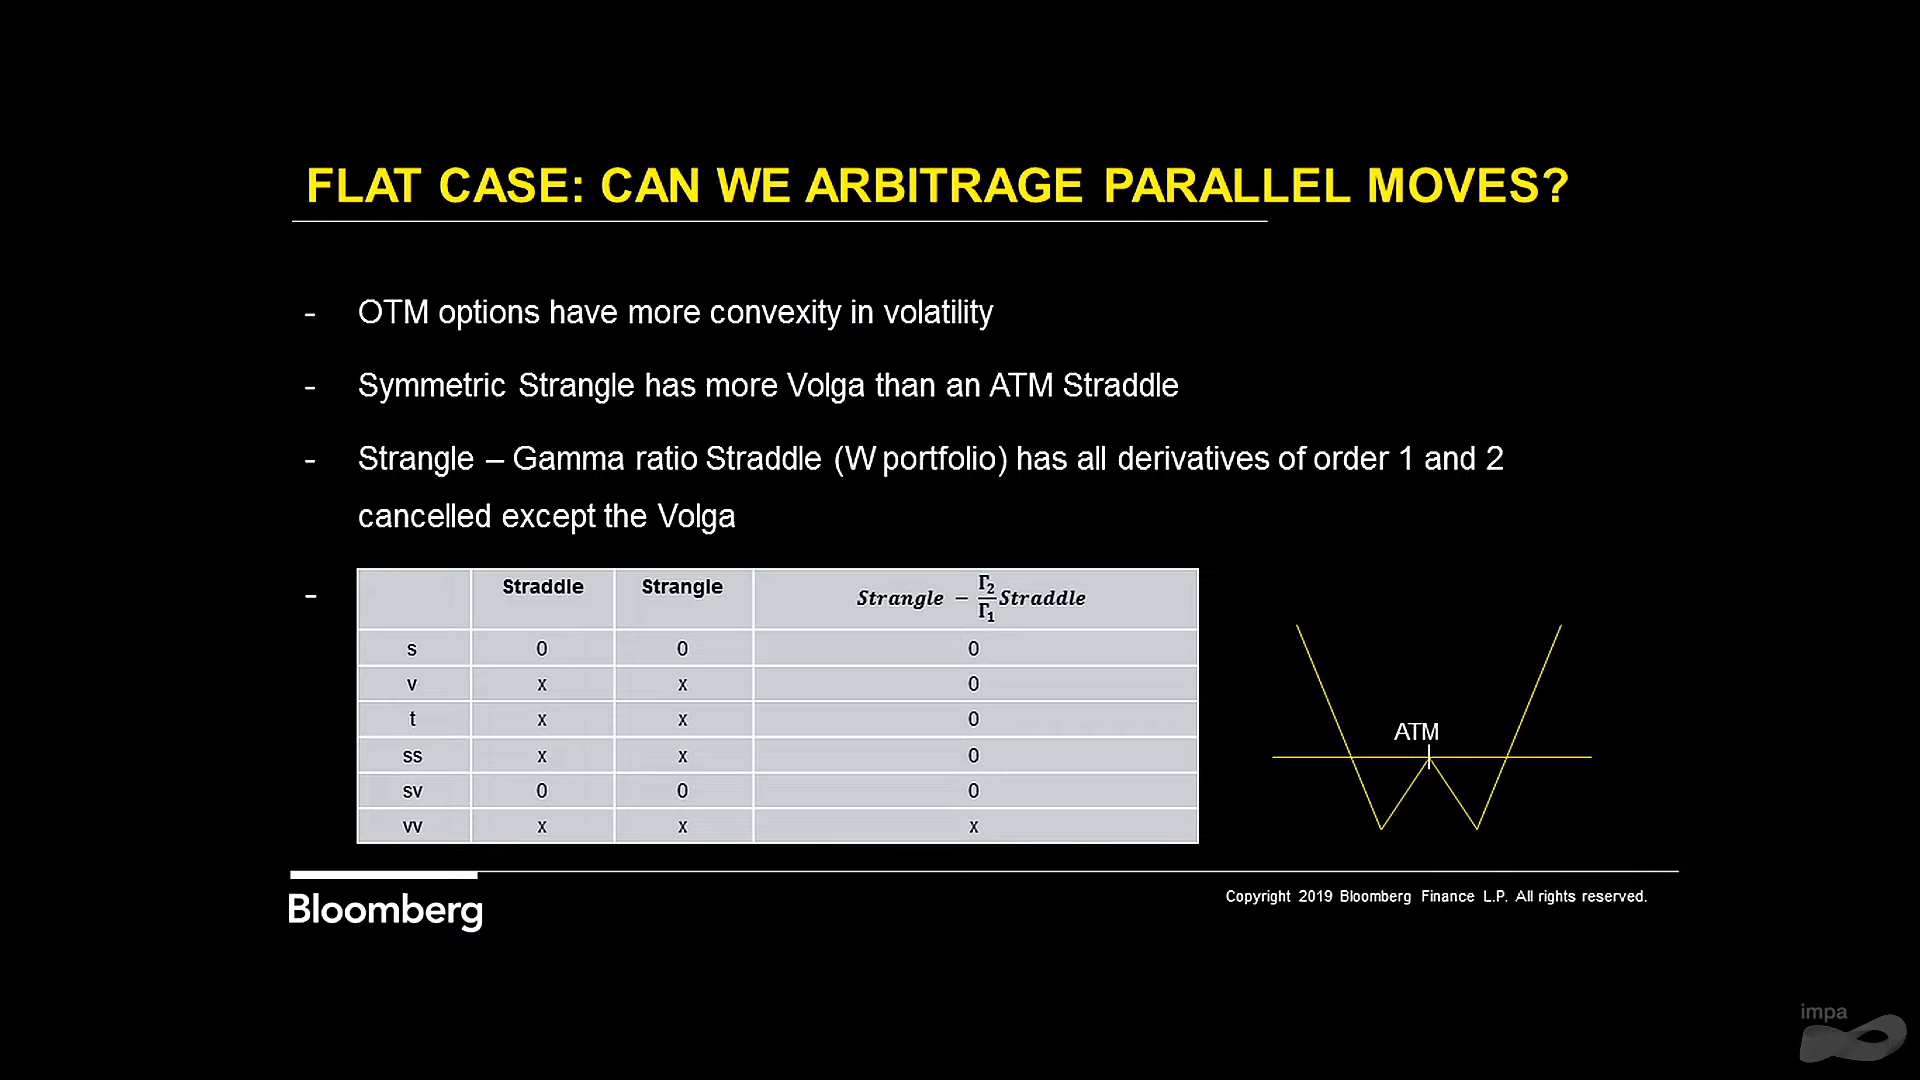 FLAT CASE: CAN WE ARBITRAGE PARALLEL MOVES?
- OTM options have more convexity in volatility
- Symmetric Strangle has more Volga than an ATM Straddle
- Strangle – Gamma ratio Straddle (W portfolio) has all derivatives of order 1 and 2
cancelled except the Volga
- Straddle Strangle Strangle − Γ2/Γ1 Straddle
s 0 0 0
v x x 0
t x x 0
ss x x 0
sv 0 0 0
vv x x x
ATM
Bloomberg
Copyright 2019 Bloomberg Finance L.P. All rights reserved.
impa